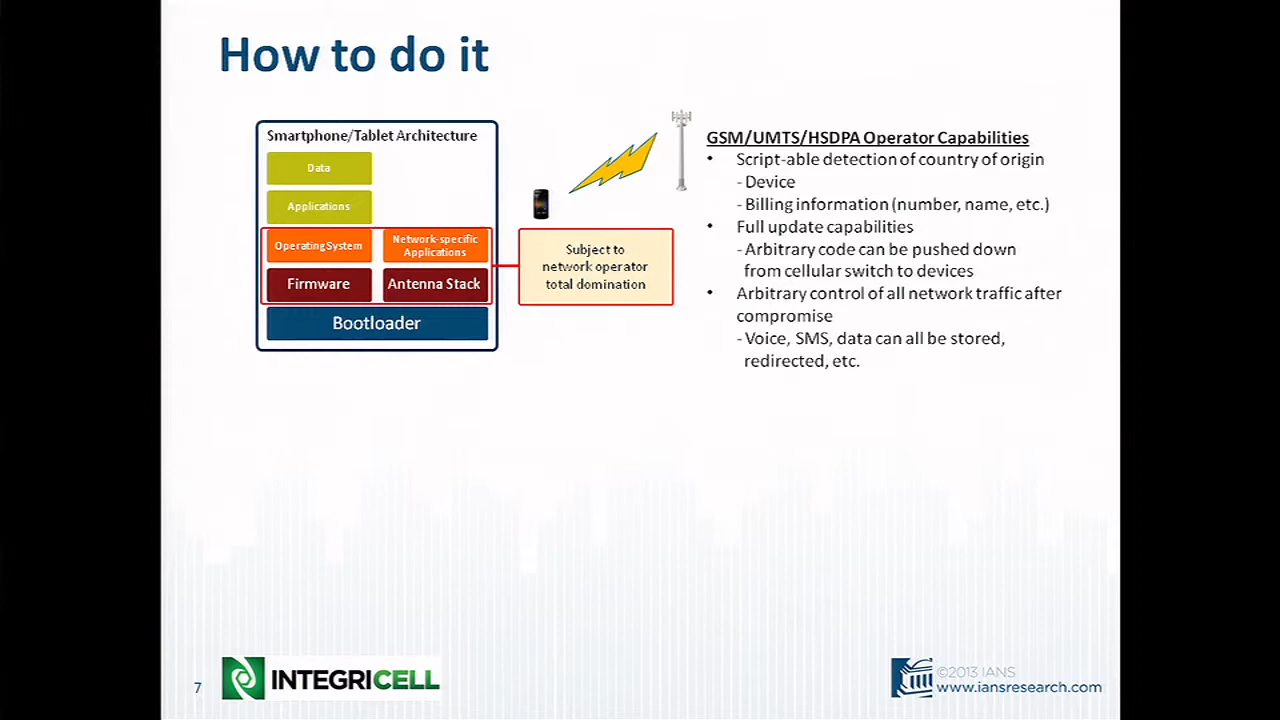 How to do it
Smartphone/Tablet Architecture
Data
Applications
Operating System
Network-specific
Applications
Firmware
Antenna Stack
Bootloader
Subject to
network operator
total domination
GSM/UMTS/HSDPA Operator Capabilities
• Script-able detection of country of origin
- Device
- Billing information (number, name, etc.)
• Full update capabilities
- Arbitrary code can be pushed down
from cellular switch to devices
• Arbitrary control of all network traffic after
compromise
- Voice, SMS, data can all be stored,
redirected, etc.
7
INTEGRICELL
©2013 IANS
www.iansresearch.com